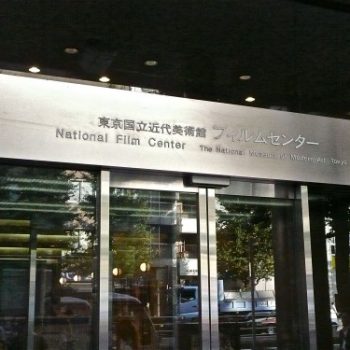 東京国立近代美術館 フィルムセンター
National Film Center The National Museum of Modern Art, Tokyo